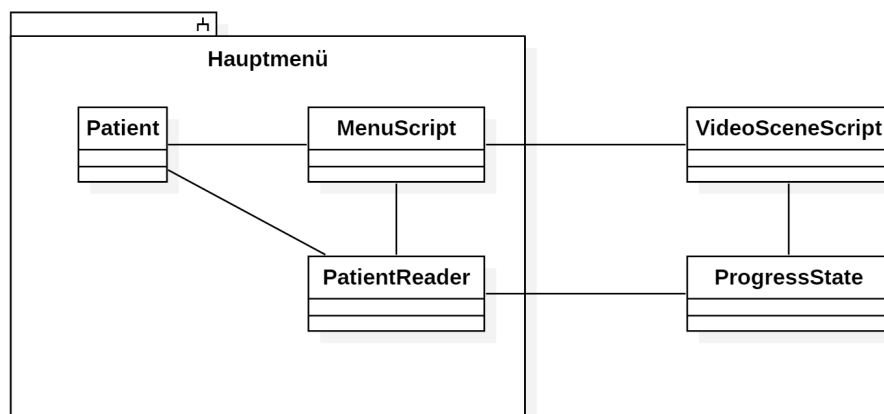 Hauptmenü
Patient
MenuScript
VideoSceneScript
PatientReader
ProgressState